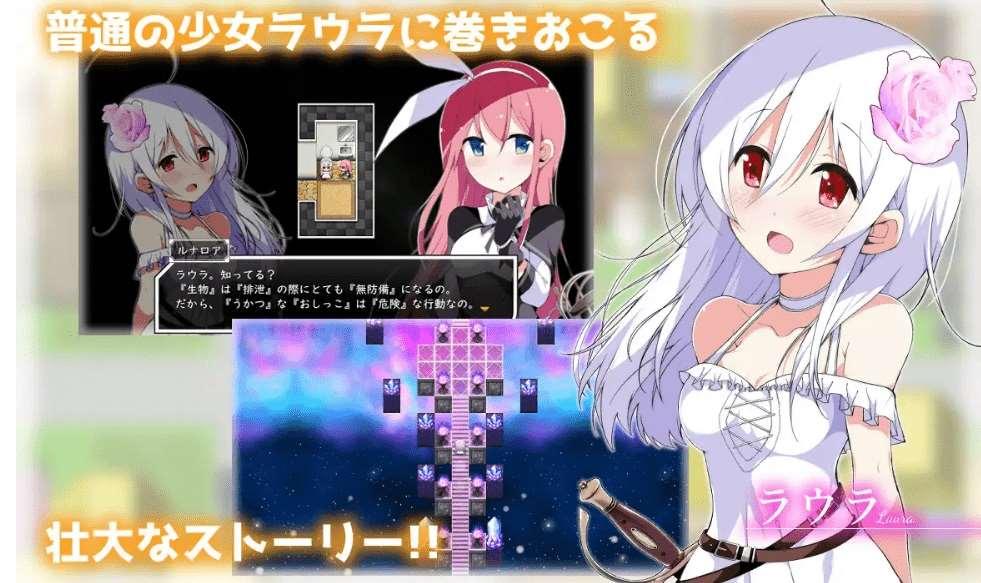 普通の少女ラウラに巻きおこる
ルナロア
ラウラ。知ってる？
『生物』は『排泄』の際にとても『無防備』になるの。
だから、『うかつ』な『おしっこ』は『危険』な行動なの。
ラウラ
Laura
壮大なストーリー!!